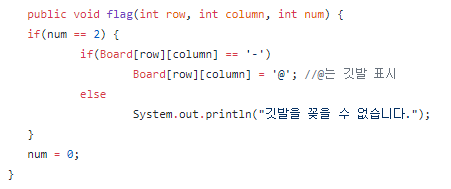 public void flag(int row, int column, int num) {
if(num == 2) {
if(Board[row][column] == '-')
Board[row][column] = '@'; //@는 깃발 표시
else
System.out.println("깃발을 꽂을 수 없습니다.");
}
num = 0;
}